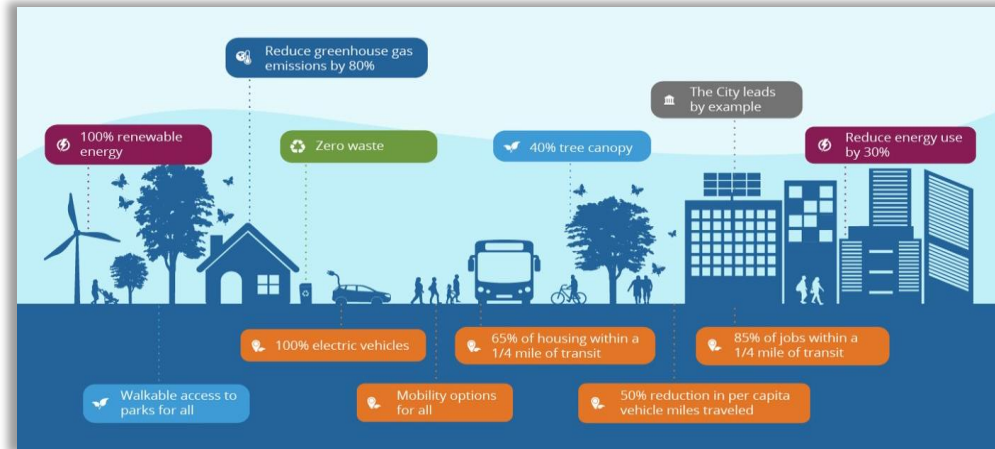 Reduce greenhouse gas
emissions by 80%
The City leads
by example
100% renewable
energy
Zero waste
40% tree canopy
Reduce energy use
by 30%
100% electric vehicles
65% of housing within a
1/4 mile of transit
85% of jobs within a
1/4 mile of transit
Walkable access to
parks for all
Mobility options
for all
50% reduction in per capita
vehicle miles traveled